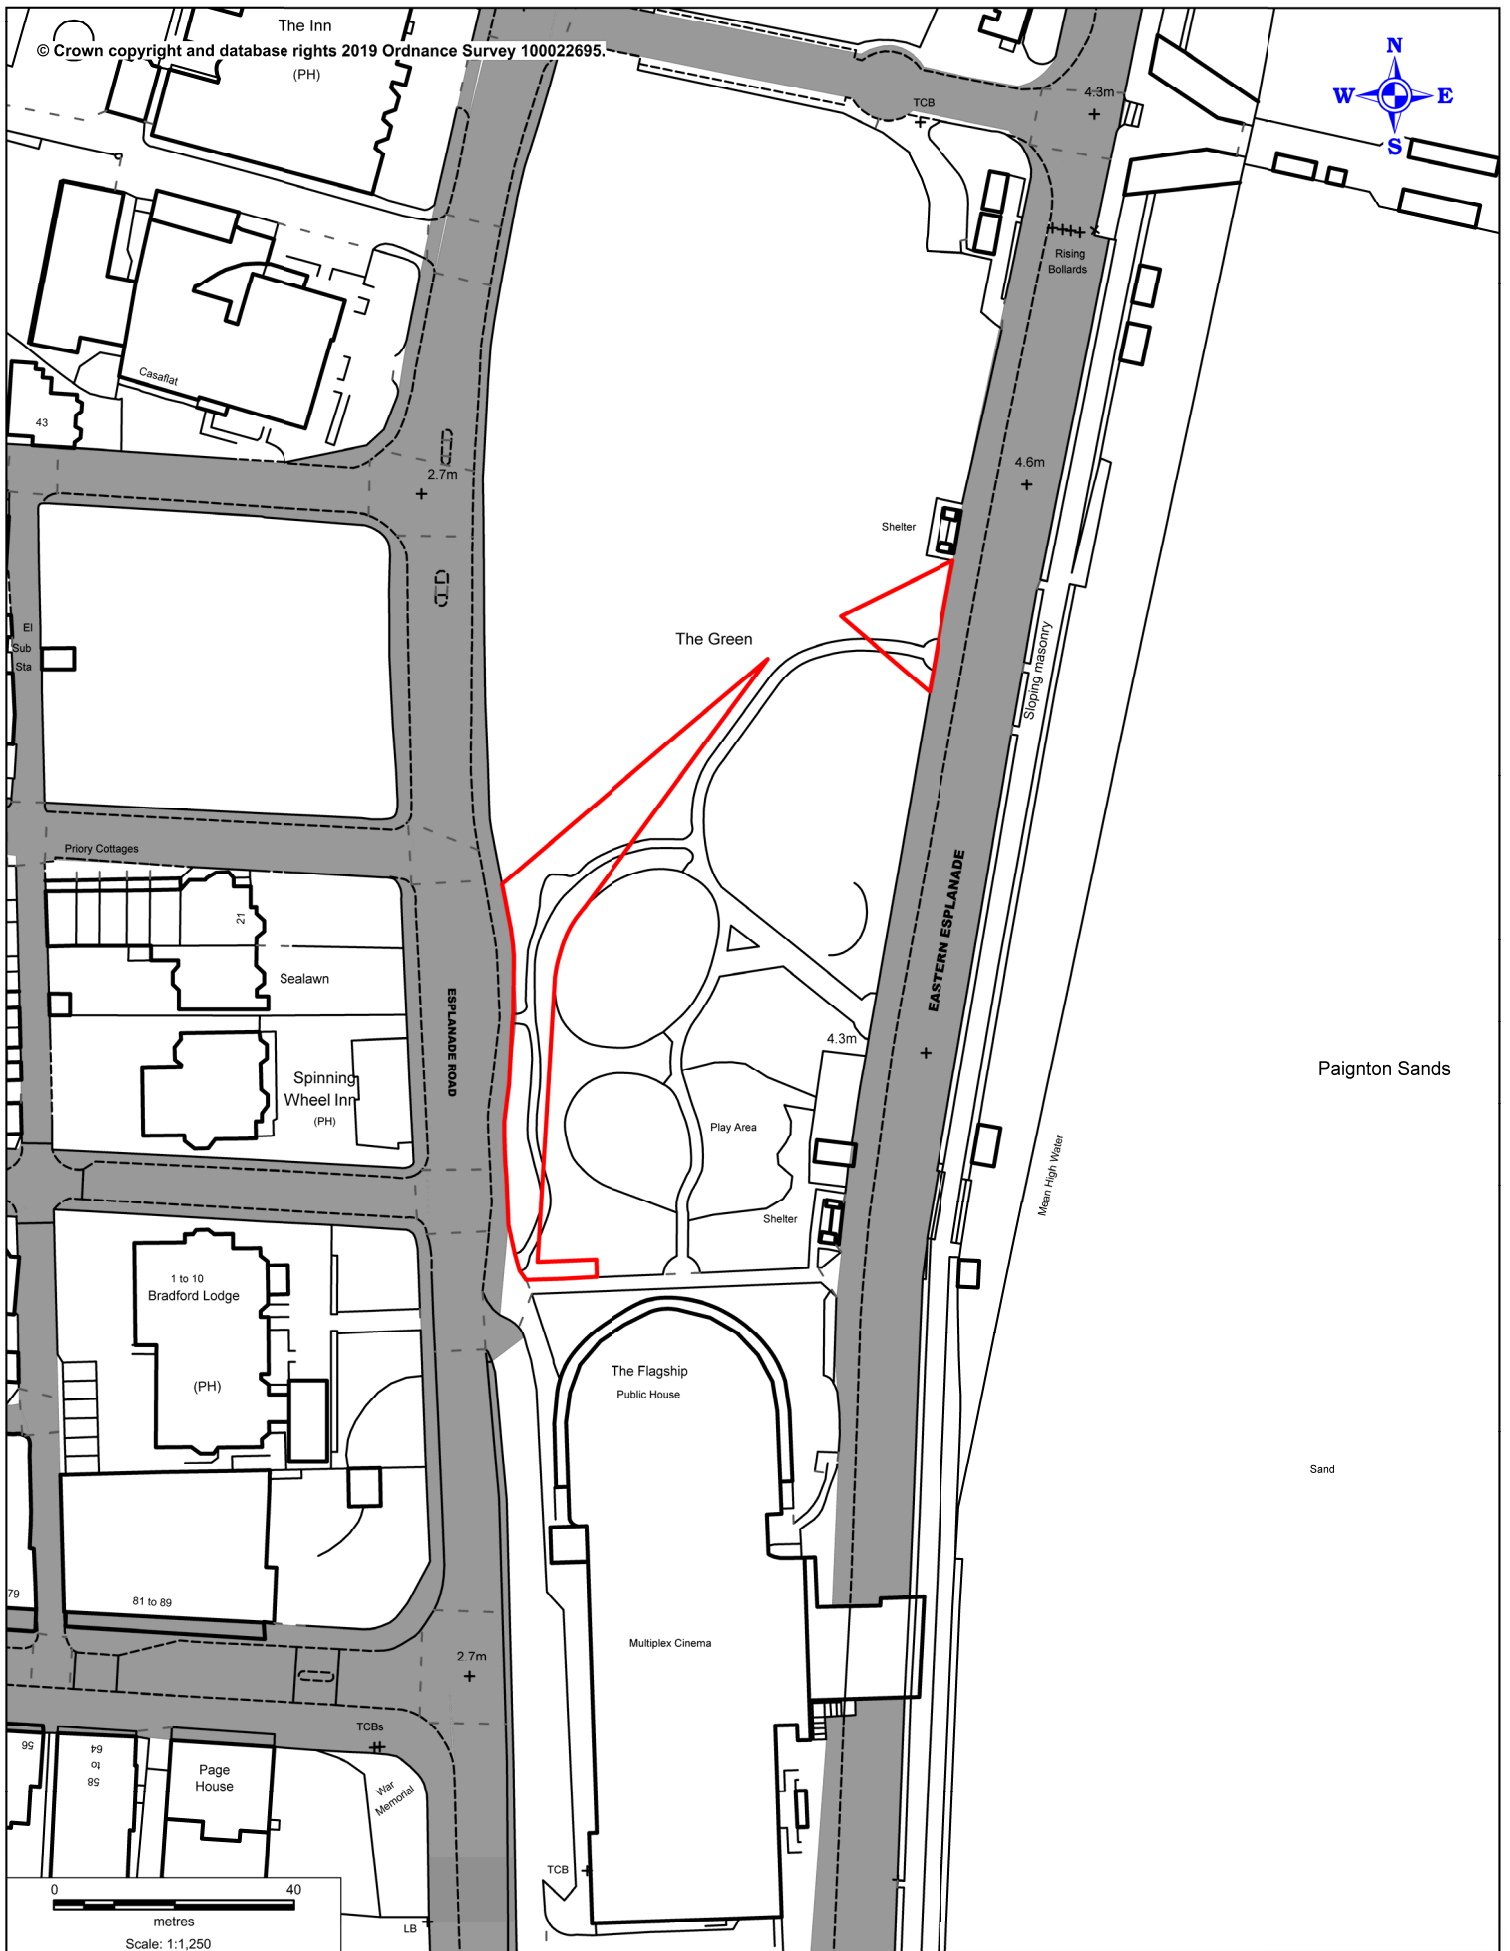 The Inn
© Crown copyright and database rights 2019 Ordnance Survey 100022695.
(PH)
N
W
E
S
4.3m
TCB
Rising
Bollards
Casaflat
43
2.7m
4.6m
Shelter
El
Sub
Sta
The Green
Sloping masonry
Priory Cottages
21
Sealawn
ESPLANADE ROAD
EASTERN ESPLANADE
4.3m
Spinning
Wheel Inn
(PH)
Paignton Sands
Play Area
Mean High Water
Shelter
1 to 10
Bradford Lodge
(PH)
The Flagship
Public House
Sand
79
81 to 89
Multiplex Cinema
2.7m
TCBs
56
58
to
64
Page
House
War
Memorial
TCB
LB
0
40
metres
Scale: 1:1,250